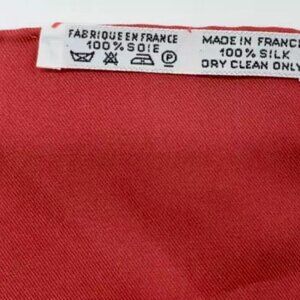 FABRIQUE EN FRANCE
100% SOIE
MADE IN FRANCE
100% SILK
DRY CLEAN ONLY